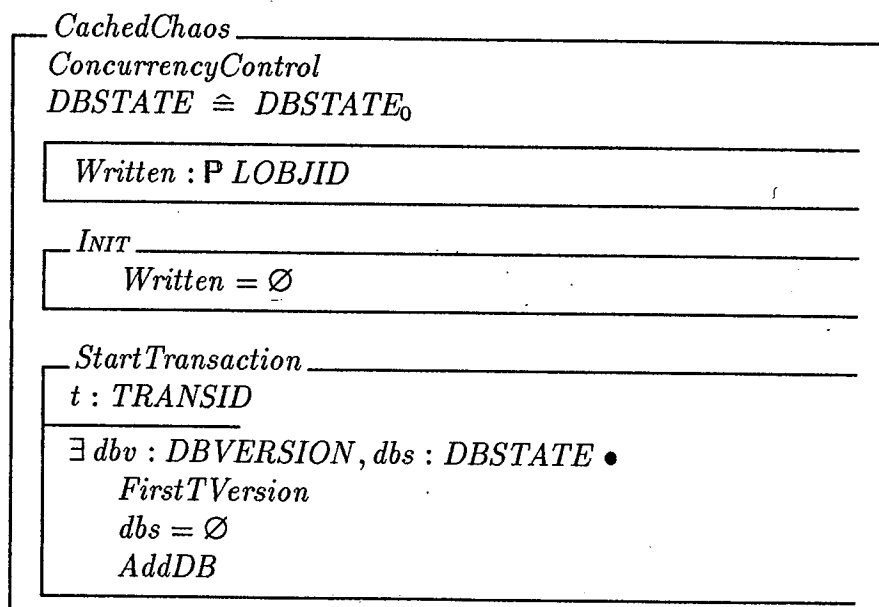 CachedChaos
ConcurrencyControl
DBSTATE ≙ DBSTATE₀
Written : ℙ LOBJID
INIT
Written = ∅
StartTransaction
t : TRANSID
∃ dbv : DBVERSION, dbs : DBSTATE •
FirstTVersion
dbs = ∅
AddDB